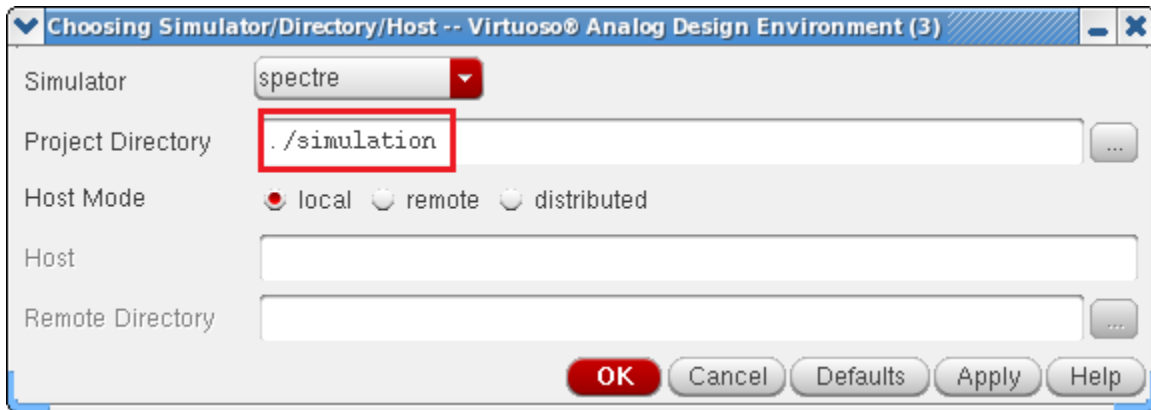 Choosing Simulator/Directory/Host -- Virtuoso® Analog Design Environment (3)
Simulator spectre
Project Directory ./simulation ...
Host Mode local remote distributed
Host
Remote Directory ...
OK Cancel Defaults Apply Help